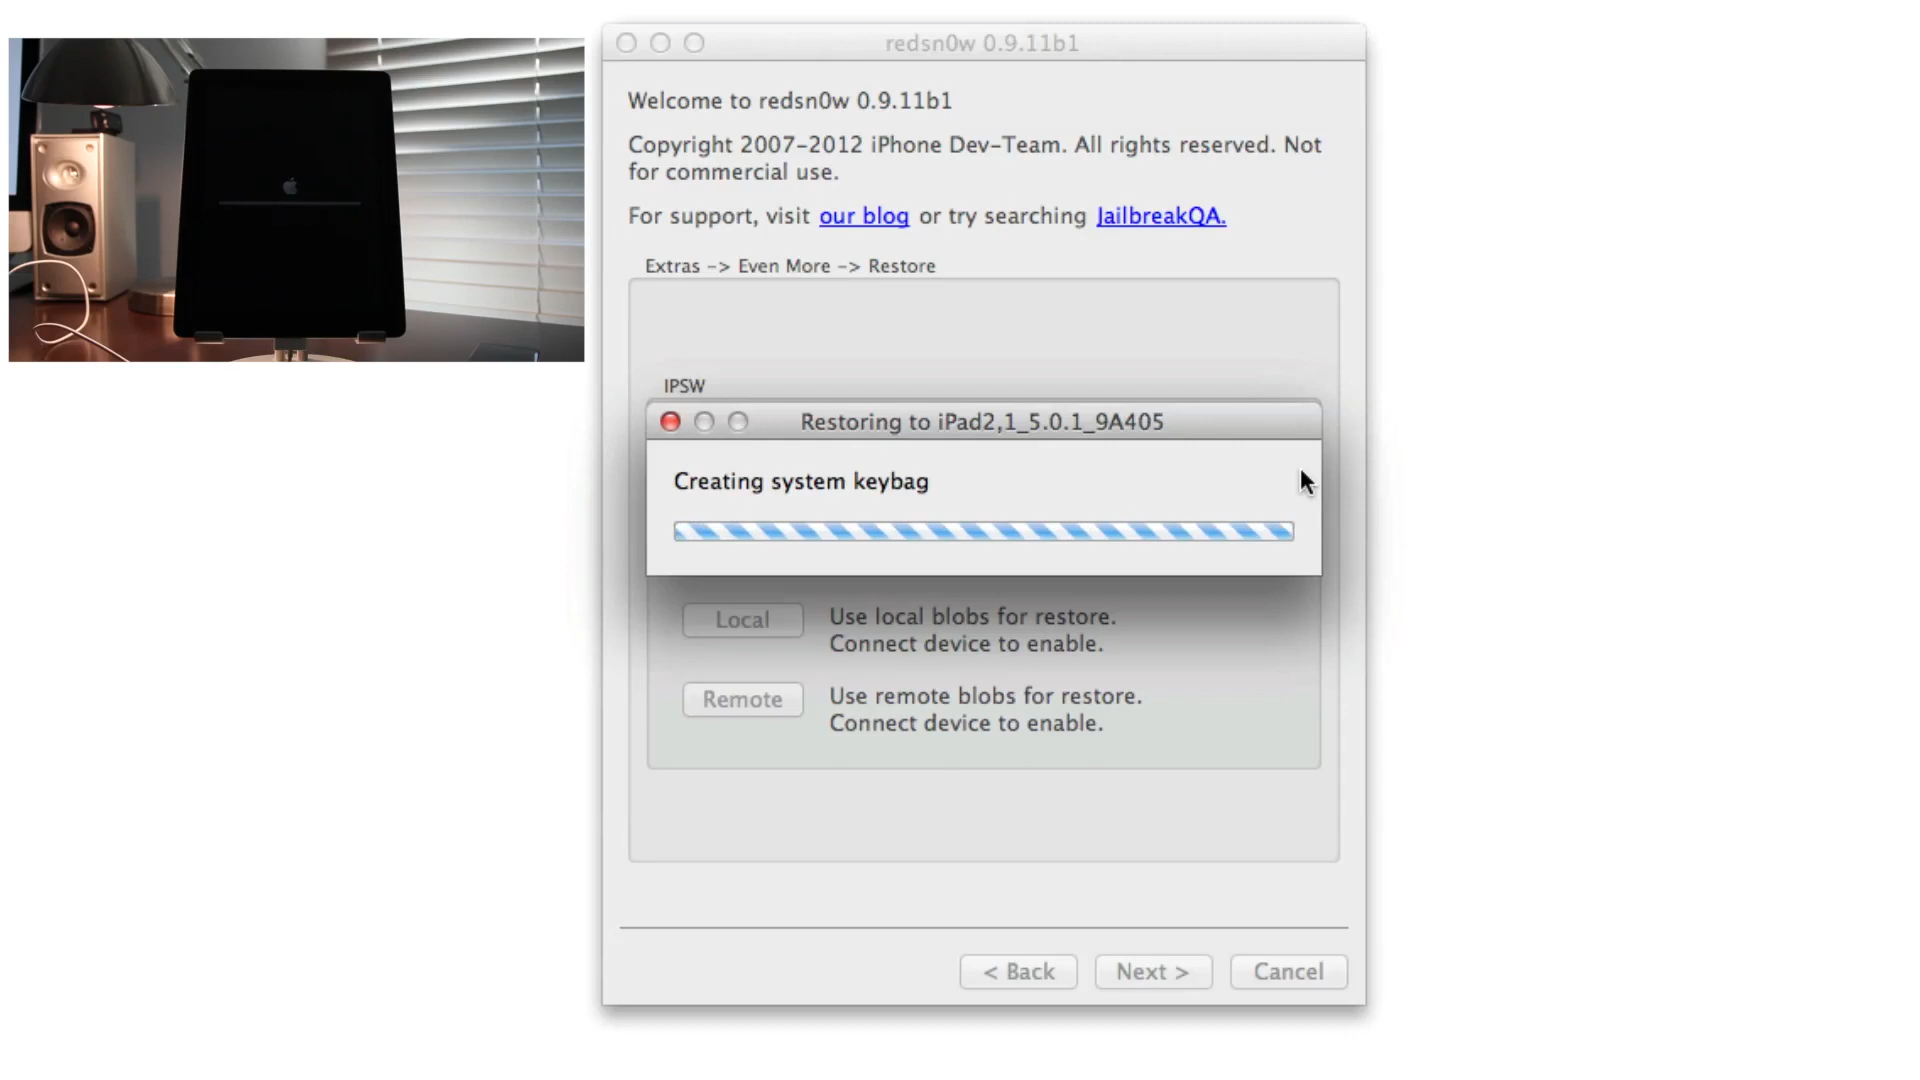 redsn0w 0.9.11b1
Welcome to redsn0w 0.9.11b1
Copyright 2007-2012 iPhone Dev-Team. All rights reserved. Not
for commercial use.
For support, visit our blog or try searching JailbreakQA.
Extras -> Even More -> Restore
IPSW
Restoring to iPad2,1_5.0.1_9A405
Creating system keybag
Local
Use local blobs for restore.
Connect device to enable.
Remote
Use remote blobs for restore.
Connect device to enable.
< Back
Next >
Cancel